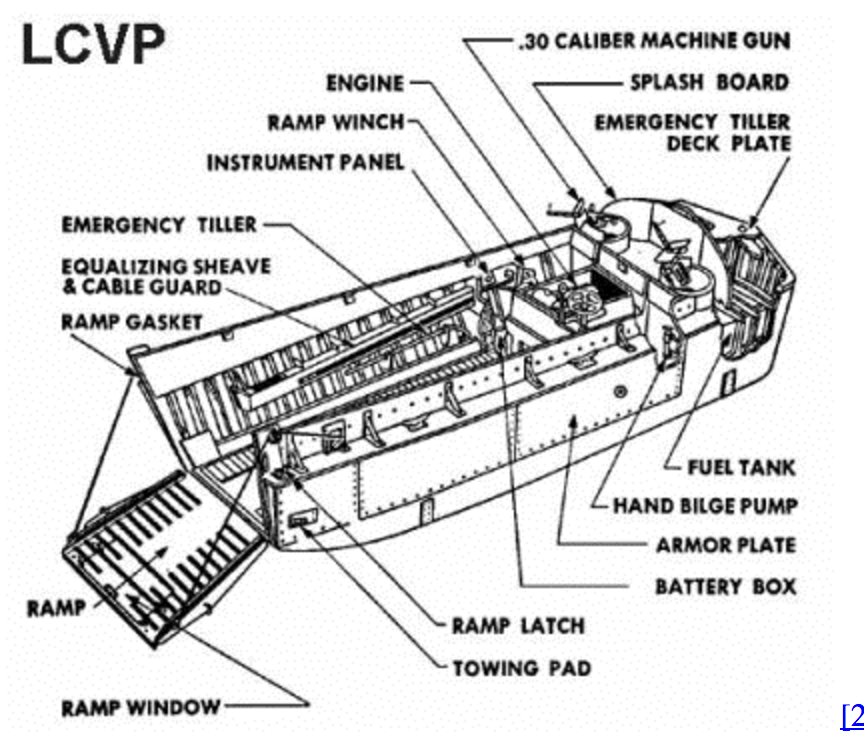 LCVP
.30 CALIBER MACHINE GUN
ENGINE
SPLASH BOARD
RAMP WINCH
EMERGENCY TILLER
DECK PLATE
INSTRUMENT PANEL
EMERGENCY TILLER
EQUALIZING SHEAVE
& CABLE GUARD
RAMP GASKET
FUEL TANK
HAND BILGE PUMP
ARMOR PLATE
BATTERY BOX
RAMP
RAMP LATCH
TOWING PAD
RAMP WINDOW
[2